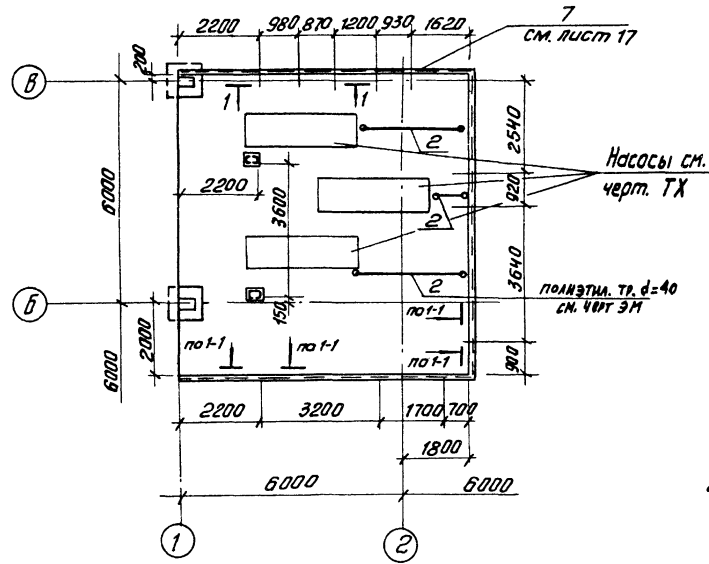 2200 980 870 1200 930 1620
7
см. лист 17
200
В
1 1
2
2540
Насосы см.
черт. ТХ
2200
3600
920
6000
2
3640
Б
2
полиэтил. тр. d=40
см. черт ЭМ
150
по 1-1
2000
по 1-1 по 1-1
по 1-1
900
6000
2200 3200 1700 700
1800
6000 6000
1 2